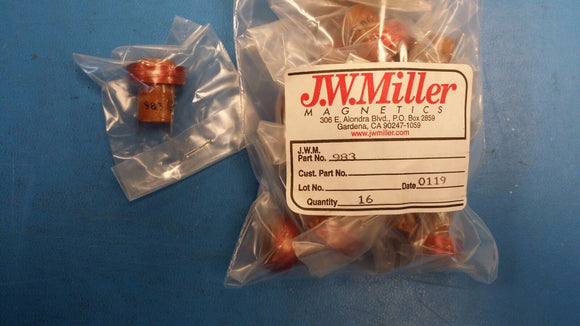 983
J.W.Miller
MAGNETICS
306 E. Alondra Blvd., P.O. Box 2859
Gardena, CA 90247-1059
www.jwmiller.com
J.W.M.
Part No. 983
Cust. Part No.
Lot No. Date 0119
Quantity 16